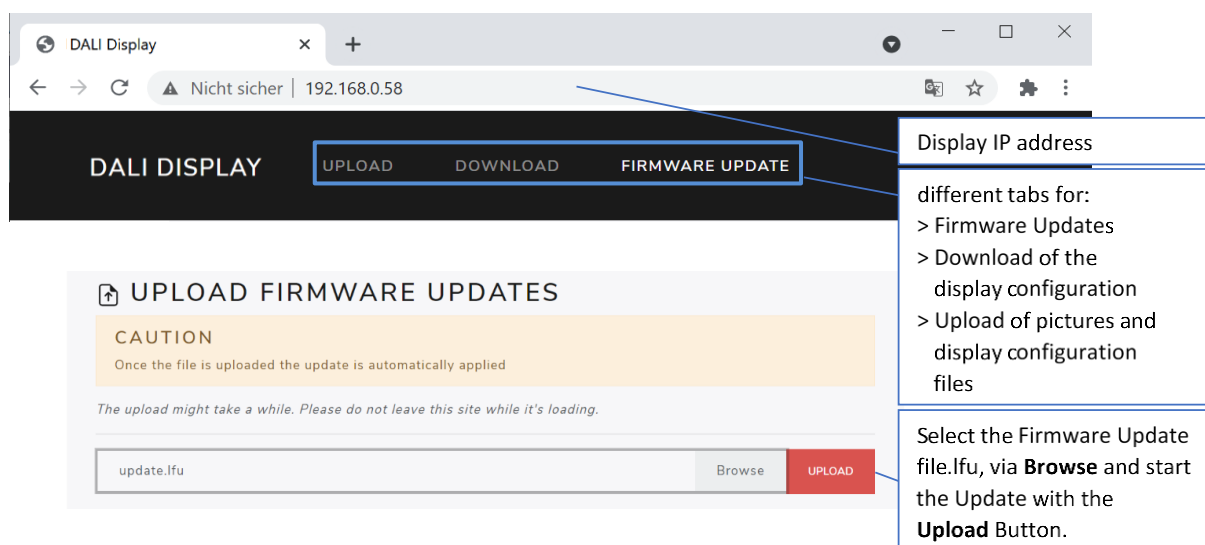 DALI Display
Nicht sicher | 192.168.0.58
Display IP address
DALI DISPLAY UPLOAD DOWNLOAD FIRMWARE UPDATE
different tabs for:
> Firmware Updates
> Download of the
display configuration
> Upload of pictures and
display configuration
files
UPLOAD FIRMWARE UPDATES
CAUTION
Once the file is uploaded the update is automatically applied
The upload might take a while. Please do not leave this site while it's loading.
update.lfu Browse UPLOAD
Select the Firmware Update
file.lfu, via Browse and start
the Update with the
Upload Button.